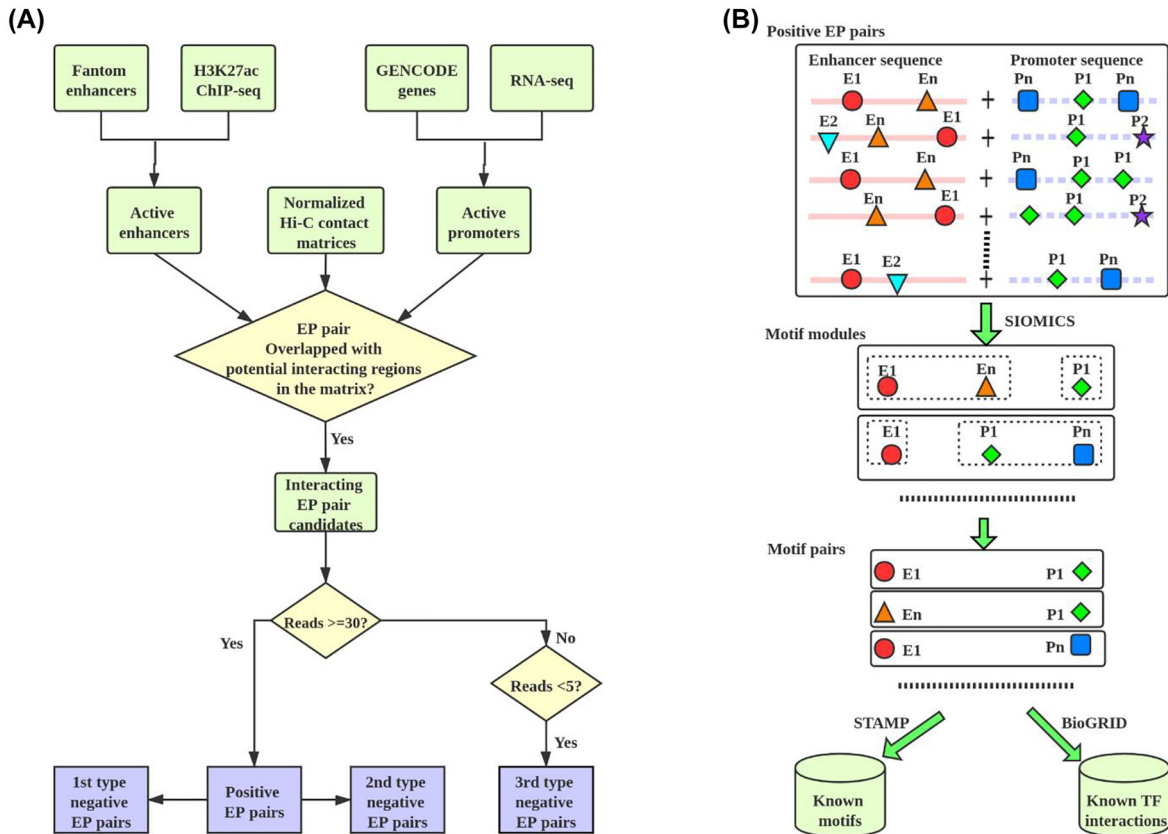 (A)
Fantom
enhancers
H3K27ac
ChIP-seq
GENCODE
genes
RNA-seq
Active
enhancers
Normalized
Hi-C contact
matrices
Active
promoters
EP pair
Overlapped with
potential interacting regions
in the matrix?
Yes
Interacting
EP pair
candidates
Reads >=30?
Yes
No
Reads <5?
Yes
1st type
negative
EP pairs
Positive
EP pairs
2nd type
negative
EP pairs
3rd type
negative
EP pairs
(B)
Positive EP pairs
Enhancer sequence
Promoter sequence
E1 En + Pn P1 Pn
E2 En E1 + P1 P2
E1 En + Pn P1 P1
En E1 + P1 P2
E1 E2 + P1 Pn
SIOMICS
Motif modules
E1 En P1
E1 P1 Pn
Motif pairs
E1 P1
En P1
E1 Pn
STAMP
BioGRID
Known
motifs
Known TF
interactions